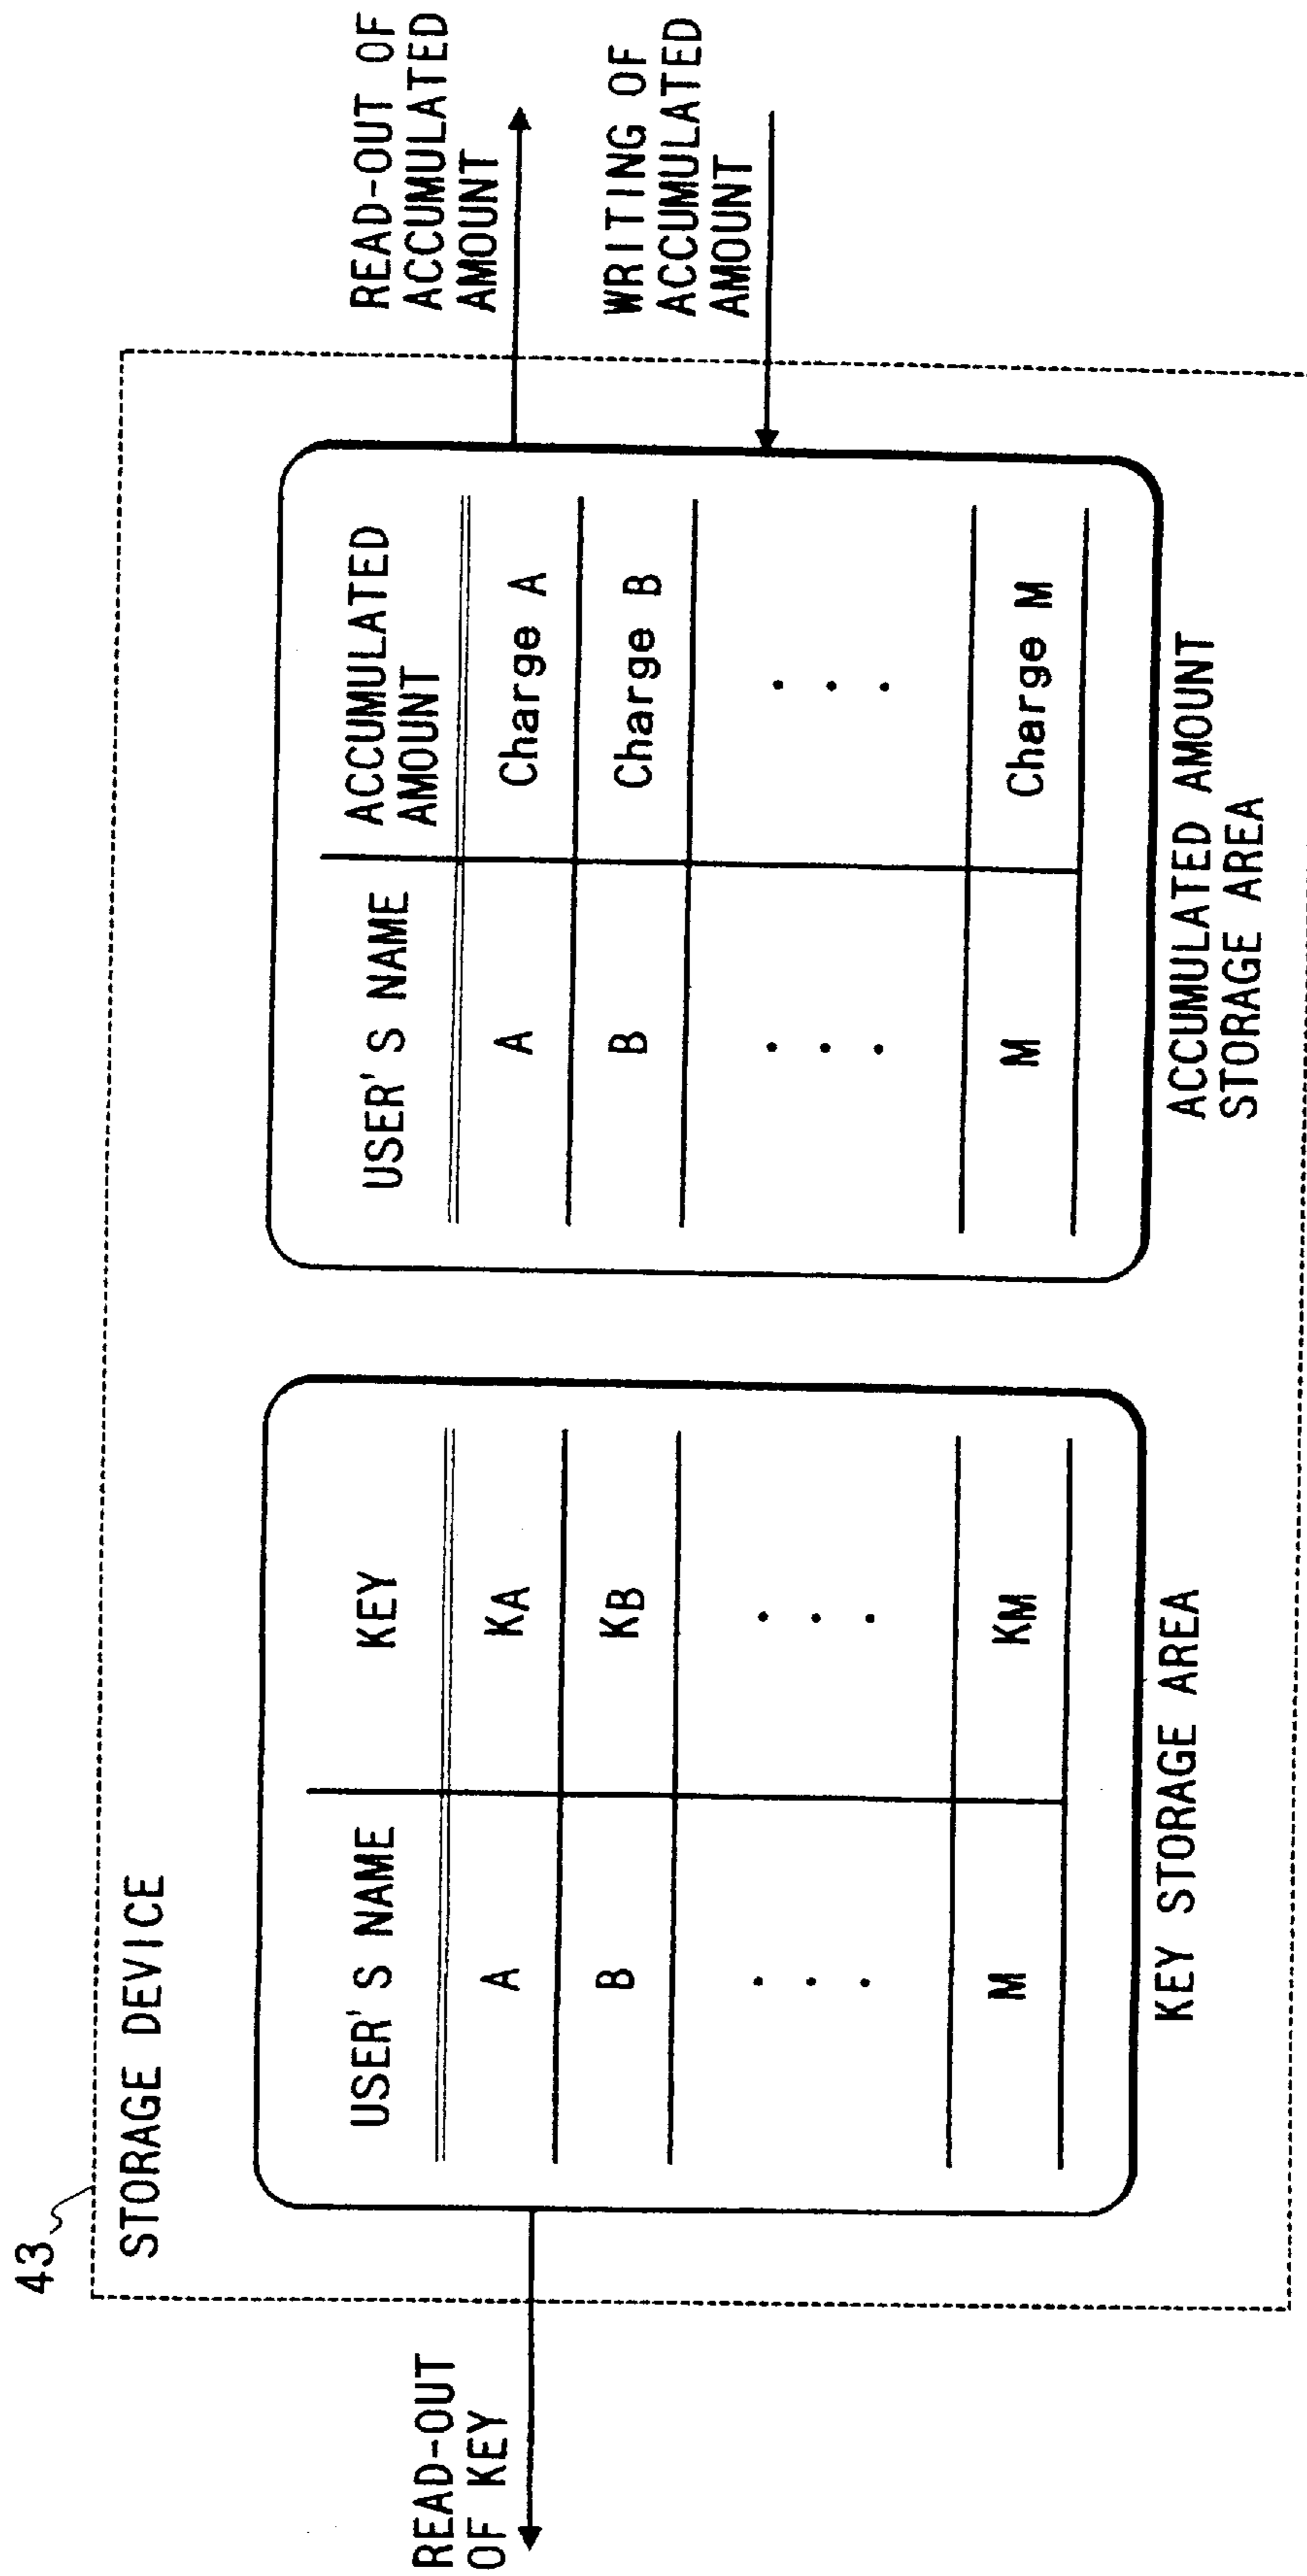 43
STORAGE DEVICE
READ-OUT
OF KEY
USER'S NAME KEY
A KA
B KB
. . . . . .
M KM
KEY STORAGE AREA
USER'S NAME ACCUMULATED
AMOUNT
A Charge A
B Charge B
. . . . . .
M Charge M
ACCUMULATED AMOUNT
STORAGE AREA
READ-OUT OF
ACCUMULATED
AMOUNT
WRITING OF
ACCUMULATED
AMOUNT